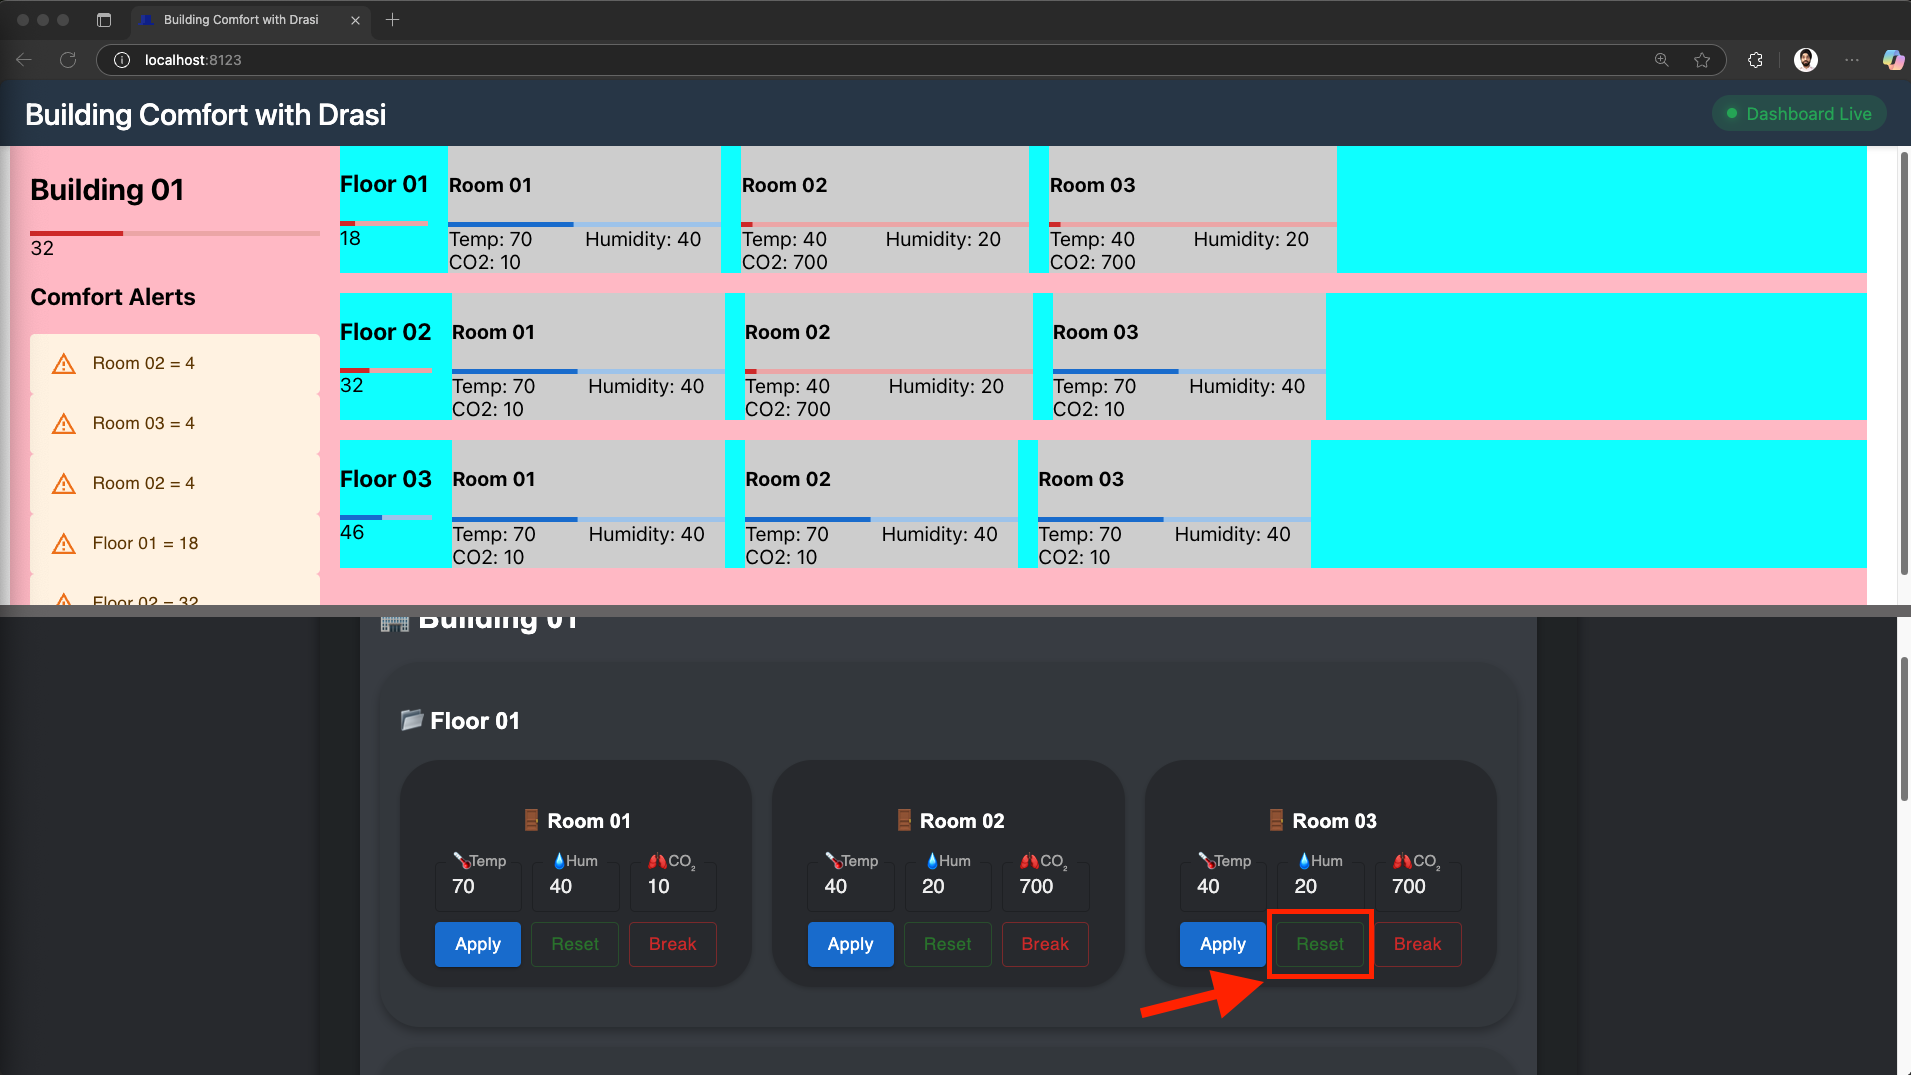 Building Comfort with Drasi
localhost:8123
Building Comfort with Drasi
Dashboard Live
Building 01
32
Comfort Alerts
Room 02 = 4
Room 03 = 4
Room 02 = 4
Floor 01 = 18
Floor 02 = 32
Floor 01
18
Room 01
Temp: 70 Humidity: 40
CO2: 10
Room 02
Temp: 40 Humidity: 20
CO2: 700
Room 03
Temp: 40 Humidity: 20
CO2: 700
Floor 02
32
Room 01
Temp: 70 Humidity: 40
CO2: 10
Room 02
Temp: 40 Humidity: 20
CO2: 700
Room 03
Temp: 70 Humidity: 40
CO2: 10
Floor 03
46
Room 01
Temp: 70 Humidity: 40
CO2: 10
Room 02
Temp: 70 Humidity: 40
CO2: 10
Room 03
Temp: 70 Humidity: 40
CO2: 10
Building 01
Floor 01
Room 01
Temp Hum CO₂
70 40 10
Apply Reset Break
Room 02
Temp Hum CO₂
40 20 700
Apply Reset Break
Room 03
Temp Hum CO₂
40 20 700
Apply Reset Break